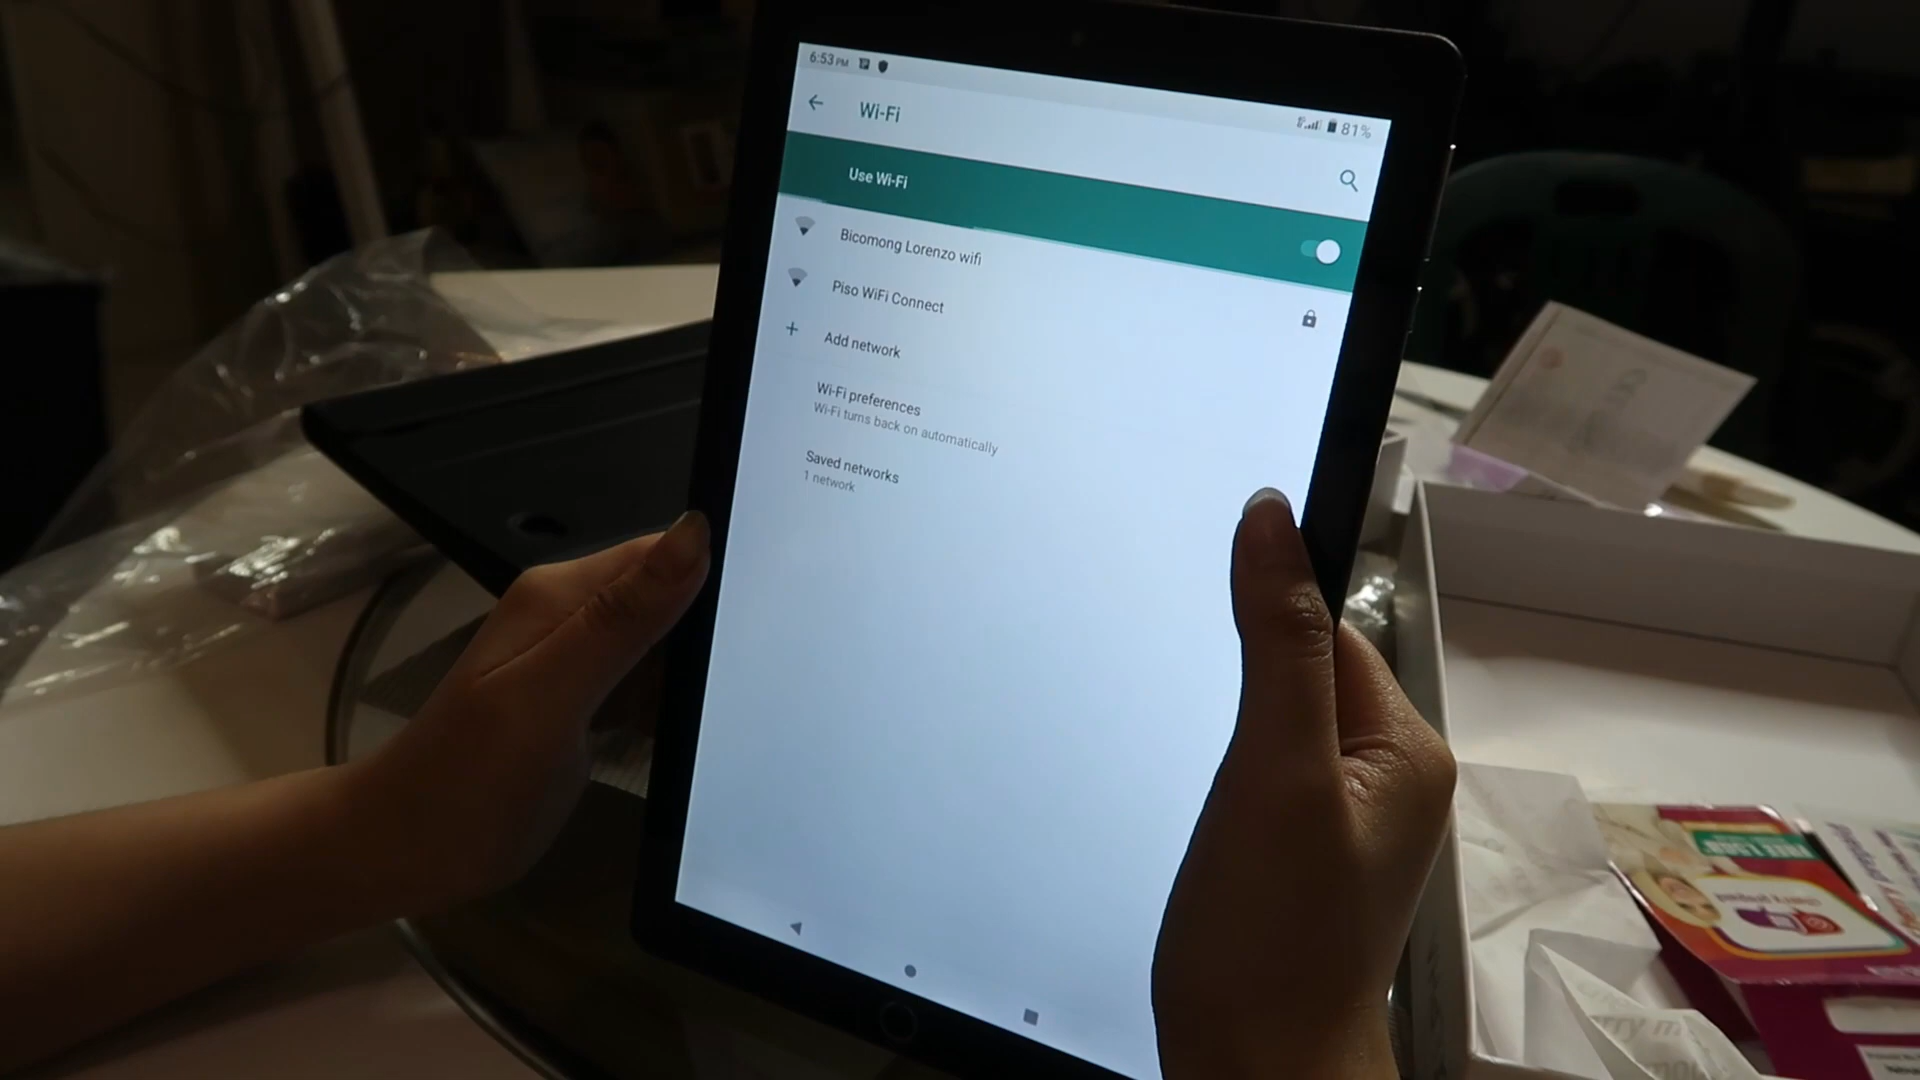 6:53 PM
81%
Wi-Fi
Use Wi-Fi
Bicomong Lorenzo wifi
Piso WiFi Connect
Add network
Wi-Fi preferences
Wi-Fi turns back on automatically
Saved networks
1 network